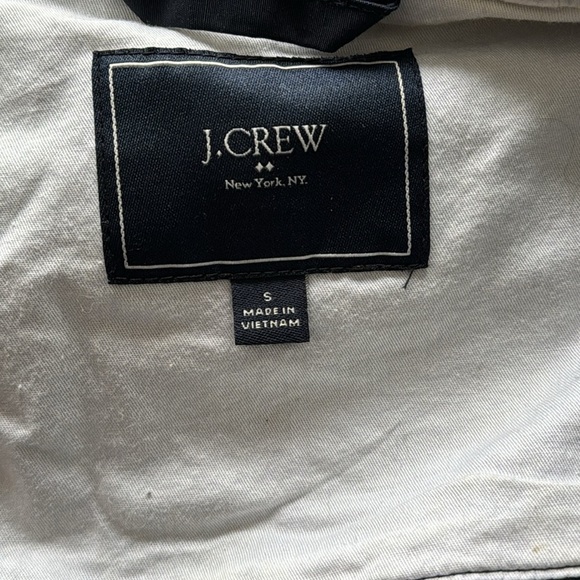 J.CREW
New York, NY.
S
MADE IN
VIETNAM